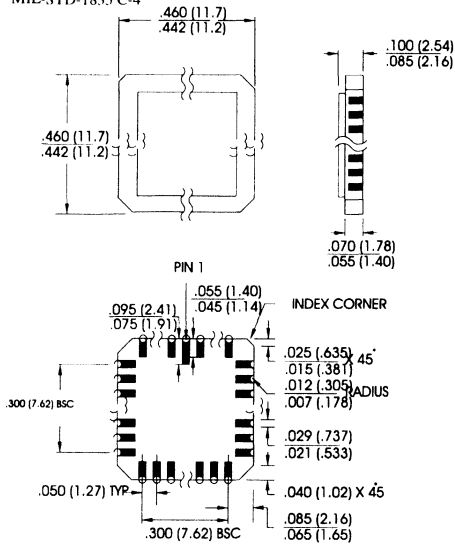 MIL-STD-1835 C-4
.460 (11.7)
.442 (11.2)
.100 (2.54)
.085 (2.16)
.460 (11.7)
.442 (11.2)
.070 (1.78)
.055 (1.40)
PIN 1
.055 (1.40)
.045 (1.14)
INDEX CORNER
.095 (2.41)
.075 (1.91)
.025 (.635)
.015 (.381)
X 45°
.012 (.305)
.007 (.178)
RADIUS
.300 (7.62) BSC
.029 (.737)
.021 (.533)
.050 (1.27) TYP
.040 (1.02) X 45°
.300 (7.62) BSC
.085 (2.16)
.065 (1.65)